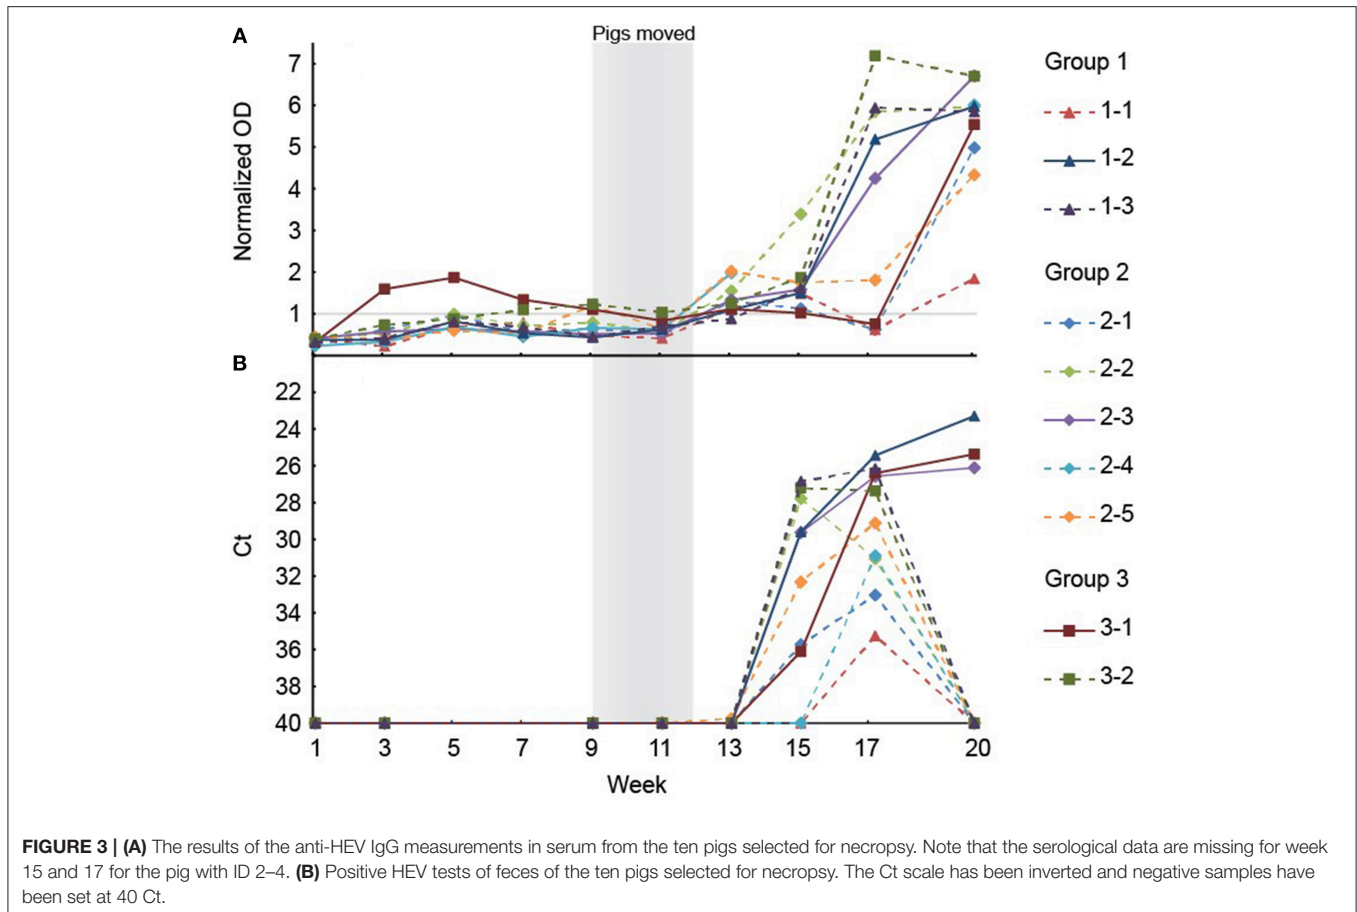 A
Pigs moved
Normalized OD
7
6
5
4
3
2
1
B
Ct
22
24
26
28
30
32
34
36
38
40
1 3 5 7 9 11 13 15 17 20
Week
Group 1
1-1
1-2
1-3
Group 2
2-1
2-2
2-3
2-4
2-5
Group 3
3-1
3-2
FIGURE 3 | (A) The results of the anti-HEV IgG measurements in serum from the ten pigs selected for necropsy. Note that the serological data are missing for week
15 and 17 for the pig with ID 2–4. (B) Positive HEV tests of feces of the ten pigs selected for necropsy. The Ct scale has been inverted and negative samples have
been set at 40 Ct.